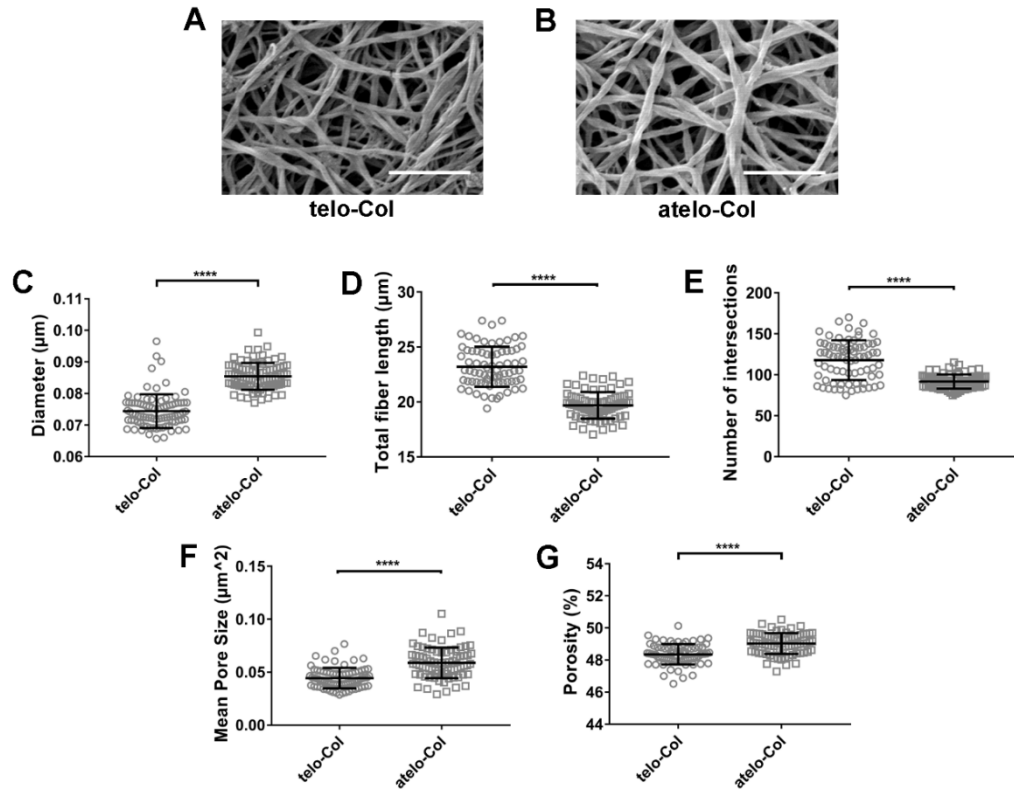 A
B
telo-Col
atelo-Col
C
****
Diameter (µm)
0.11
0.10
0.09
0.08
0.07
0.06
telo-Col
atelo-Col
D
****
Total fiber length (µm)
30
25
20
15
telo-Col
atelo-Col
E
****
Number of intersections
200
150
100
50
0
telo-Col
atelo-Col
F
****
Mean Pore Size (µm^2)
0.15
0.10
0.05
0.00
telo-Col
atelo-Col
G
****
Porosity (%)
54
52
50
48
46
44
telo-Col
atelo-Col